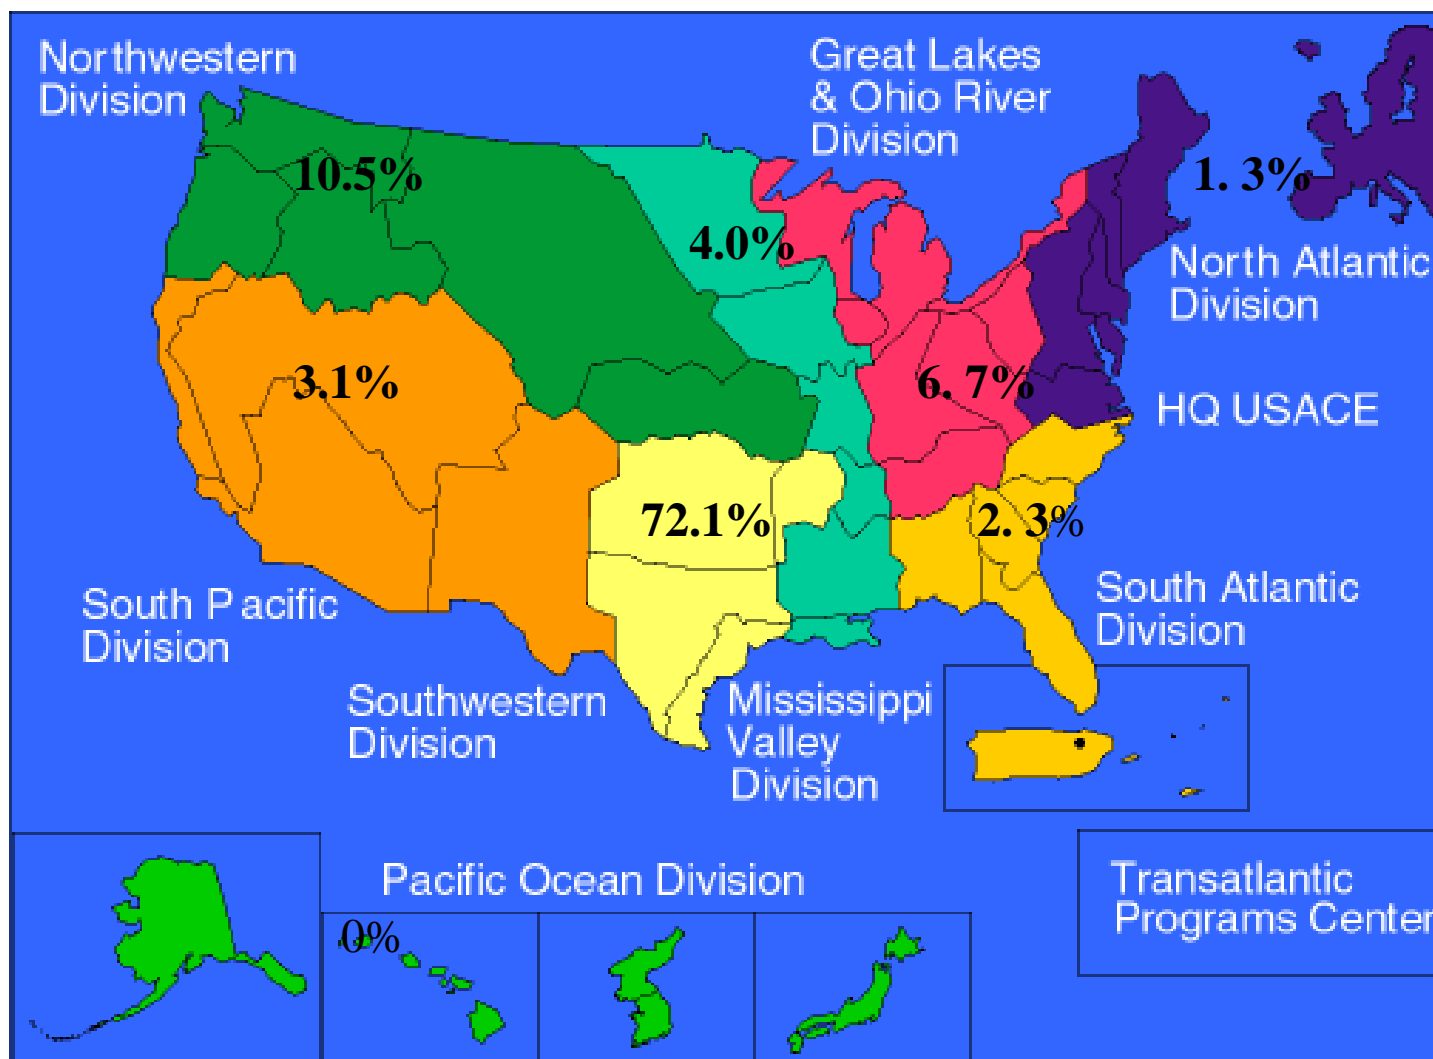 Northwestern
Division
Great Lakes
& Ohio River
Division
10.5%
1. 3%
4.0%
North Atlantic
Division
3.1%
6. 7%
HQ USACE
72.1%
2. 3%
South Pacific
Division
South Atlantic
Division
Southwestern
Division
Mississippi
Valley
Division
Pacific Ocean Division
0%
Transatlantic
Programs Center